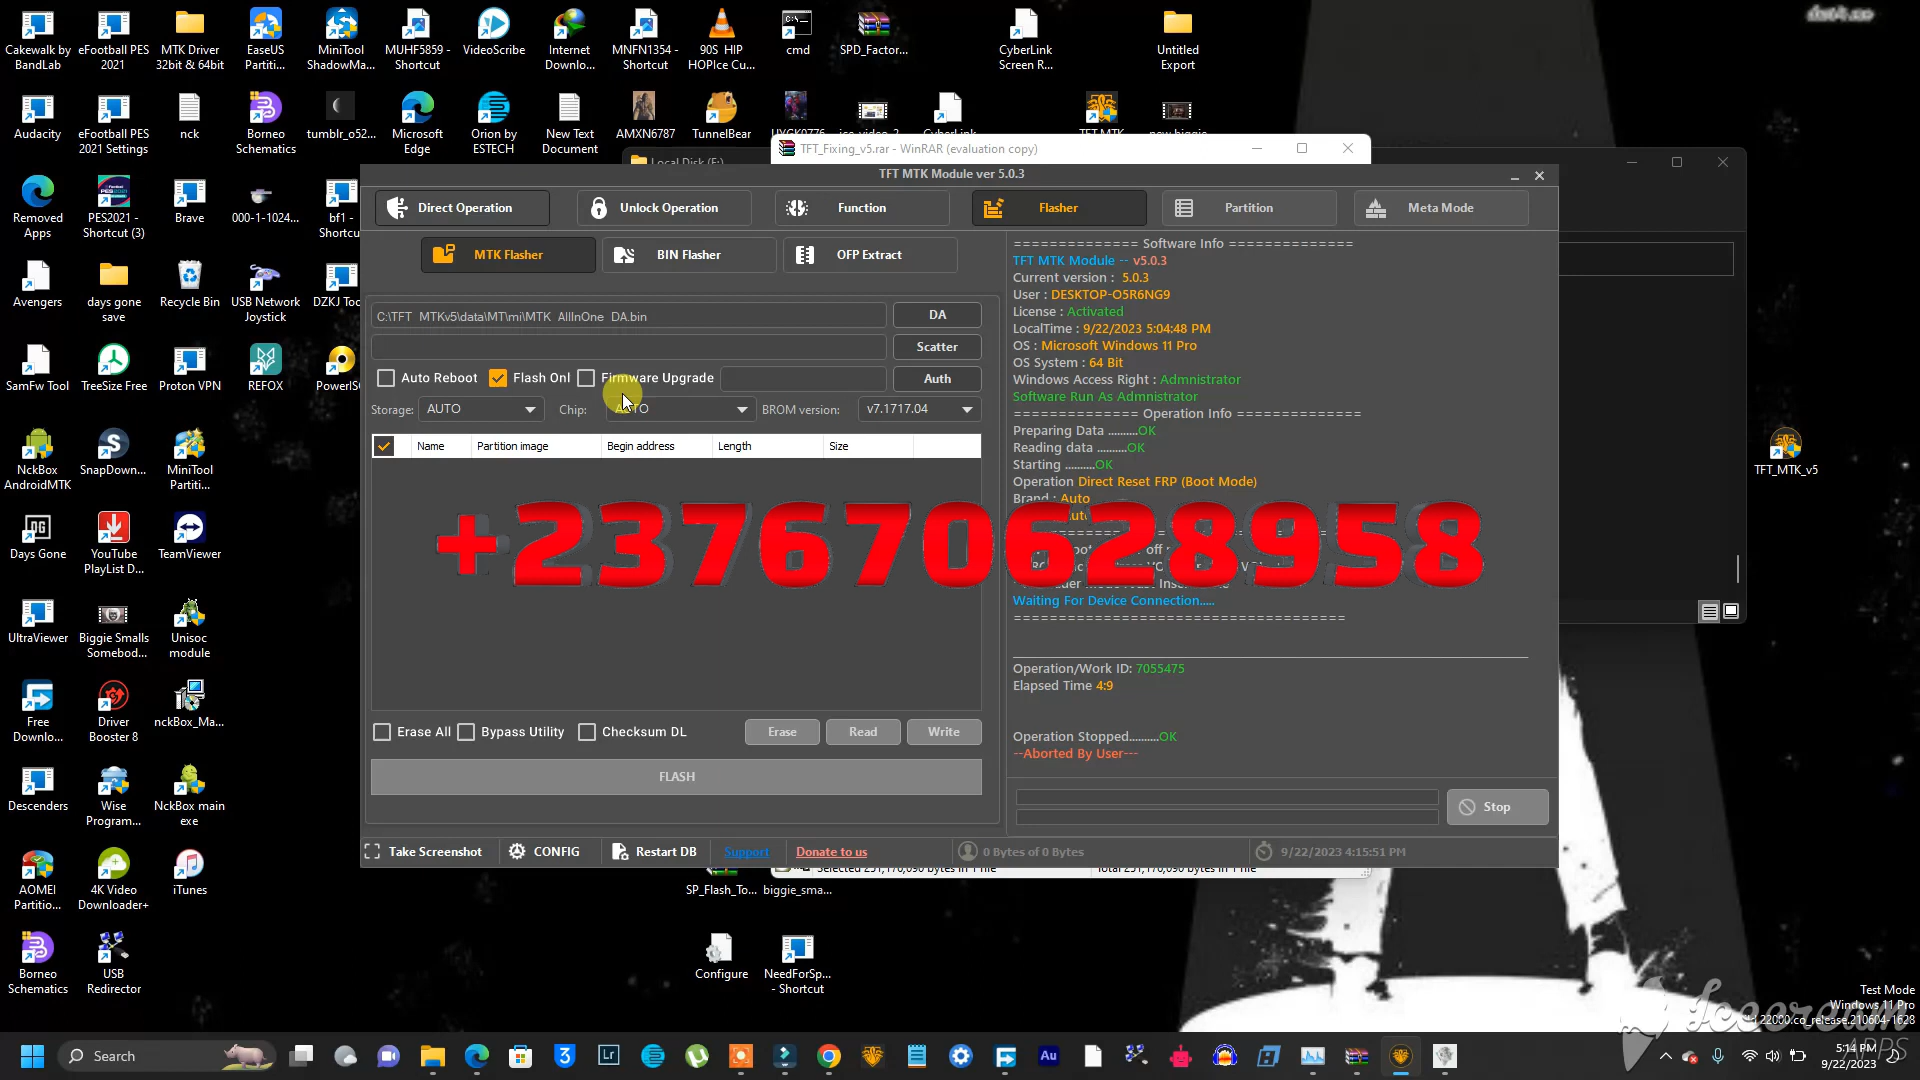 Cakewalk by BandLab
eFootball PES 2021
MTK Driver 32bit & 64bit
EaseUS Partiti...
MiniTool ShadowMa...
MUHF5859 - Shortcut
VideoScribe
Internet Downlo...
MNFN1354 - Shortcut
90S HIP HOPIce Cu...
cmd
SPD_Factor...
CyberLink Screen R...
Untitled Export
Audacity
eFootball PES 2021 Settings
nck
Borneo Schematics
tumblr_o52...
Microsoft Edge
Orion by ESTECH
New Text Document
AMXN6787
TunnelBear
Local Disk (F:)
TFT_Fixing_v5.rar - WinRAR (evaluation copy)
TFT MTK Module ver 5.0.3
Removed Apps
PES2021 - Shortcut (3)
Brave
000-1-1024...
bf1 - Shortcu
Direct Operation
Unlock Operation
Function
Flasher
Partition
Meta Mode
MTK Flasher
BIN Flasher
OFP Extract
Avengers
days gone save
Recycle Bin
USB Network Joystick
DZKJ Too
C:\TFT_MTKv5\data\MT\mi\MTK_AllInOne_DA.bin
DA
Scatter
Auto Reboot
Flash Onl
Firmware Upgrade
Auth
Storage:
AUTO
Chip:
BROM version:
v7.1717.04
Name
Partition image
Begin address
Length
Size
SamFw Tool
TreeSize Free
Proton VPN
REFOX
PowerISO
NckBox AndroidMTK
SnapDown...
MiniTool Partiti...
Days Gone
YouTube PlayList D...
TeamViewer
UltraViewer
Biggie Smalls Somebod...
Unisoc module
Free Downlo...
Driver Booster 8
nckBox_Ma...
Descenders
Wise Program...
NckBox main exe
AOMEI Partitio...
4K Video Downloader+
iTunes
Borneo Schematics
USB Redirector
============== Software Info ==============
TFT MTK Module -- v5.0.3
Current version : 5.0.3
User : DESKTOP-O5R6NG9
License : Activated
LocalTime : 9/22/2023 5:04:48 PM
OS : Microsoft Windows 11 Pro
OS System : 64 Bit
Windows Access Right : Admnistrator
Software Run As Admnistrator
============== Operation Info ==============
Preparing Data ..........OK
Reading data ..........OK
Starting ..........OK
Operation Direct Reset FRP (Boot Mode)
Brand : Auto
+237670628958
Waiting For Device Connection.....
=====================================
Operation/Work ID: 7055475
Elapsed Time 4:9
Operation Stopped..........OK
--Aborted By User---
TFT_MTK_v5
Erase All
Bypass Utility
Checksum DL
Erase
Read
Write
FLASH
Stop
Take Screenshot
CONFIG
Restart DB
Support
Donate to us
0 Bytes of 0 Bytes
9/22/2023 4:15:51 PM
SP_Flash_To...
biggie_sma...
Configure
NeedForSp... - Shortcut
Test Mode
Windows 11 Pro
Icecream
APPS
Search
5:14 PM
9/22/2023